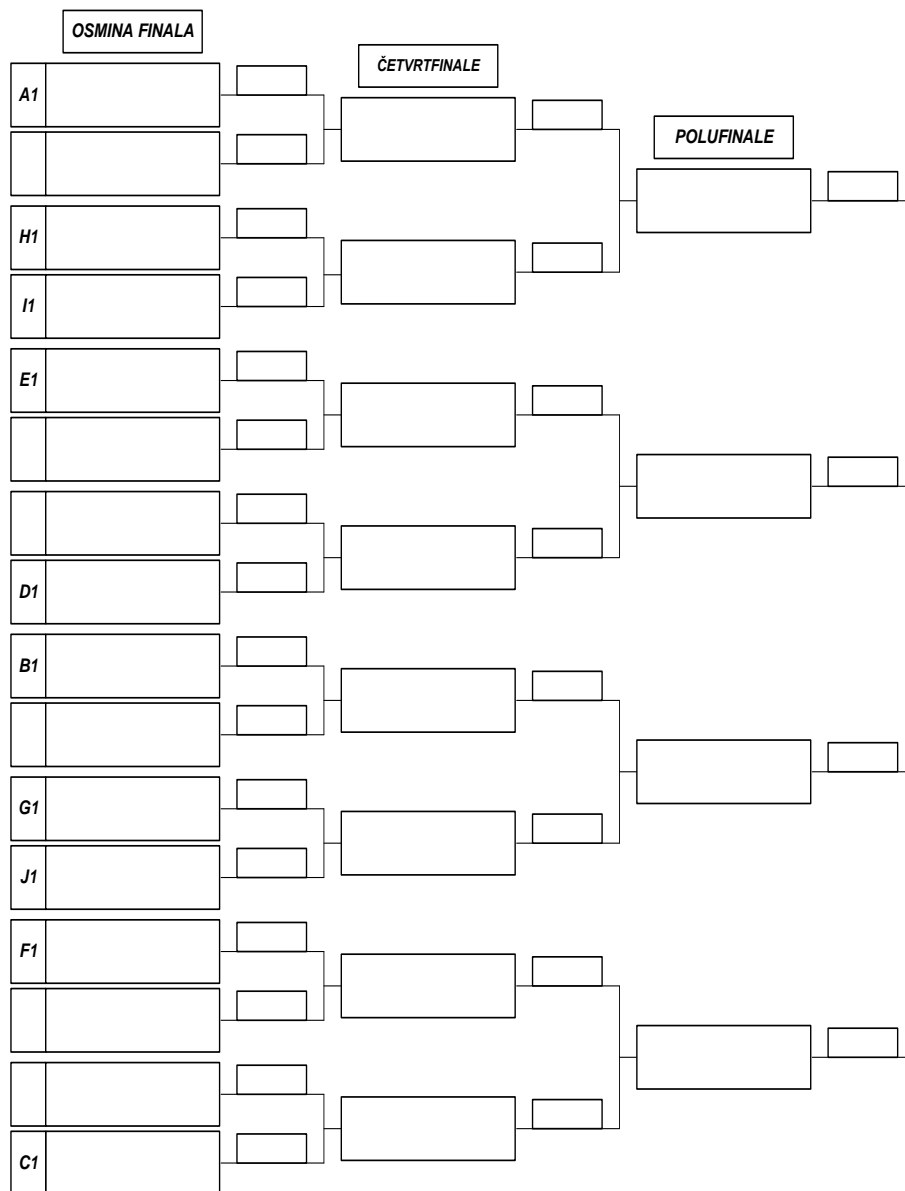 OSMINA FINALA
ČETVRTFINALE
POLUFINALE
A1
H1
I1
E1
D1
B1
G1
J1
F1
C1